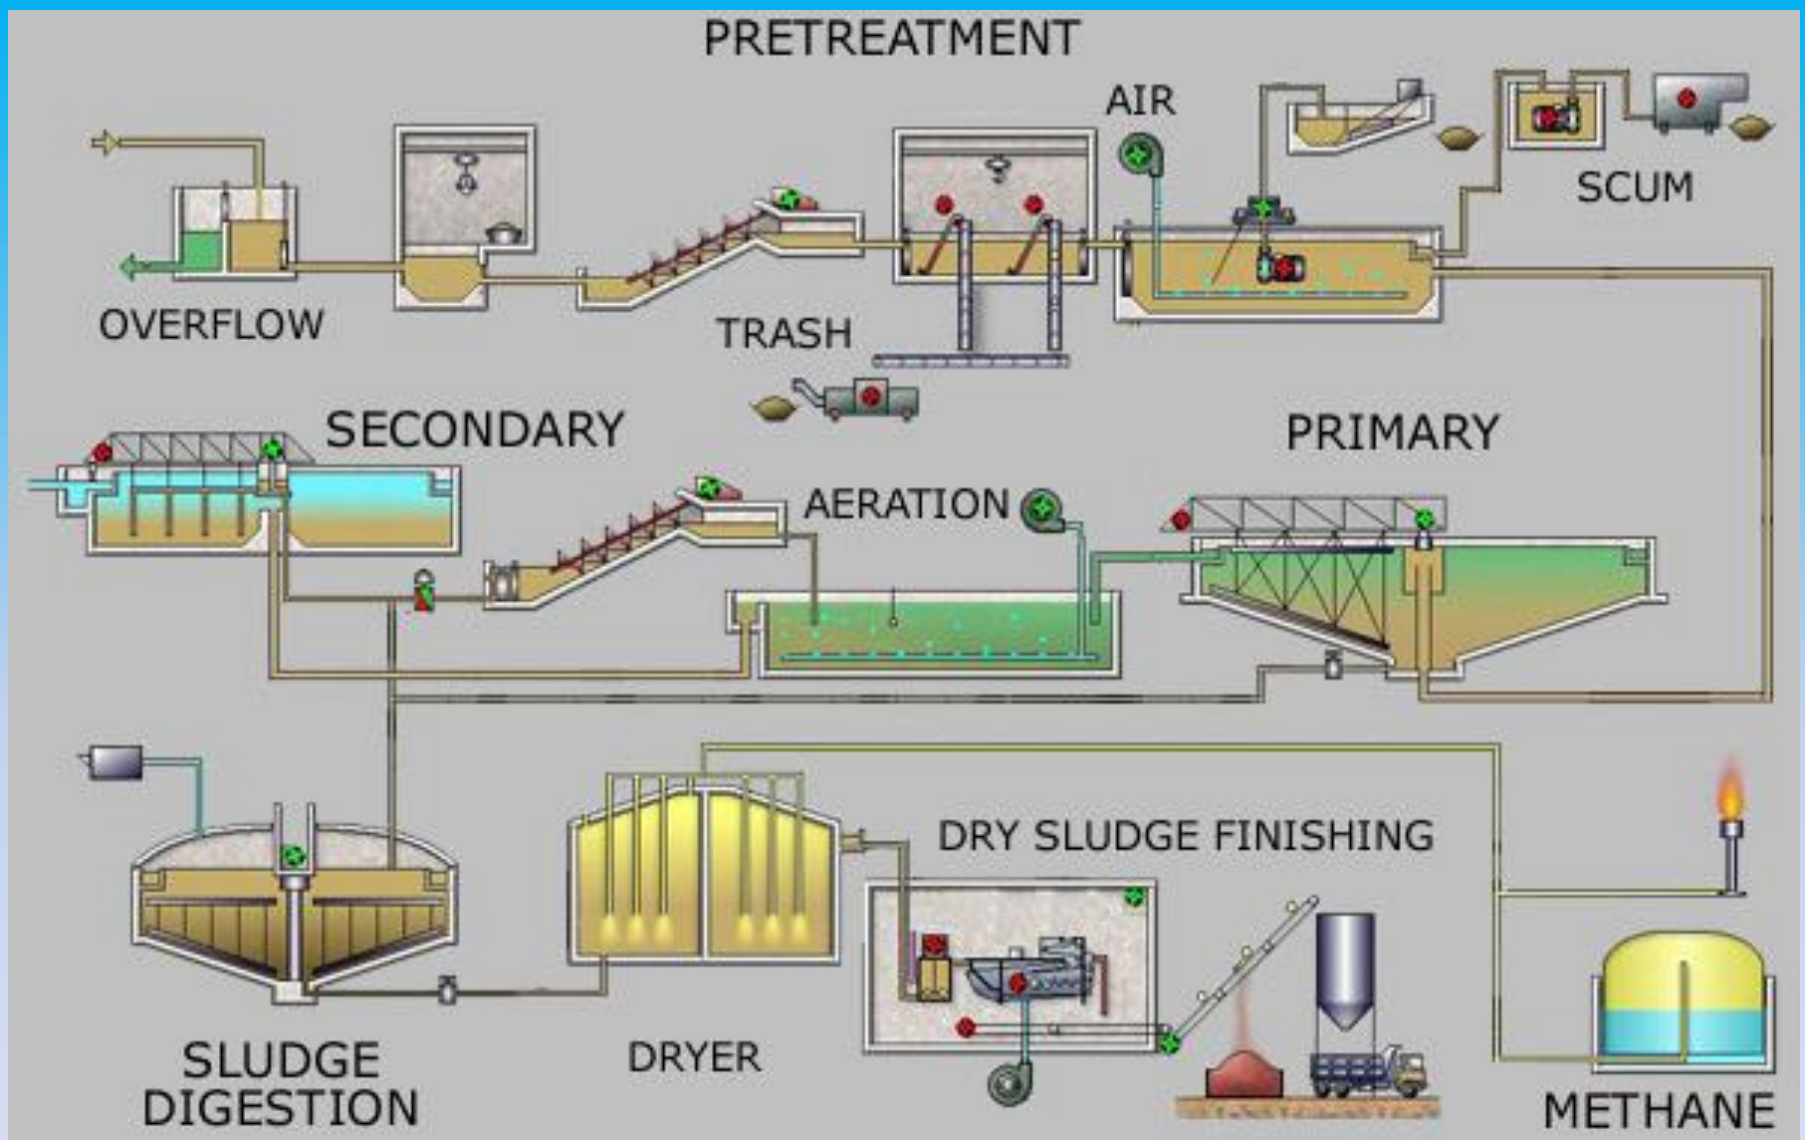 PRETREATMENT
AIR
SCUM
OVERFLOW
TRASH
SECONDARY
PRIMARY
AERATION
DRY SLUDGE FINISHING
SLUDGE
DIGESTION
DRYER
METHANE